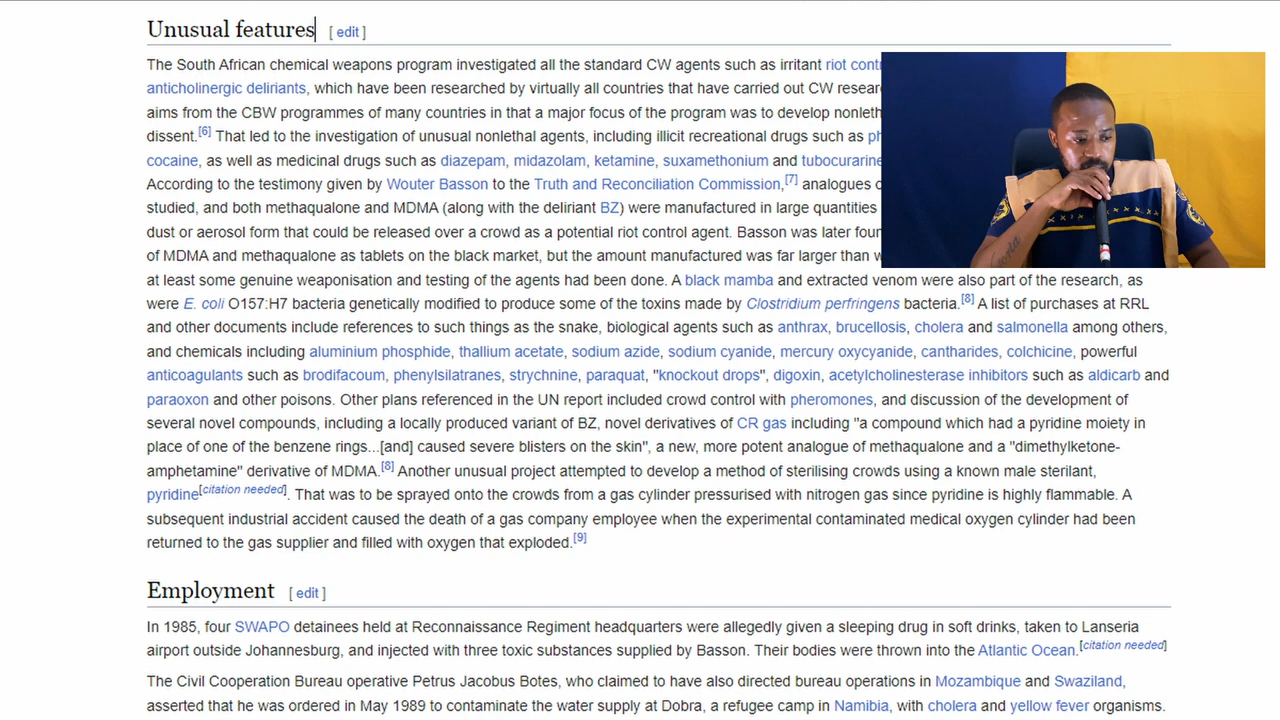 Unusual features [ edit ]
The South African chemical weapons program investigated all the standard CW agents such as irritant riot
anticholinergic deliriants, which have been researched by virtually all countries that have carried out CW
aims from the CBW programmes of many countries in that a major focus of the program was to develop
dissent.[6] That led to the investigation of unusual nonlethal agents, including illicit recreational drugs such as
cocaine, as well as medicinal drugs such as diazepam, midazolam, ketamine, suxamethonium and tubocurarine
According to the testimony given by Wouter Basson to the Truth and Reconciliation Commission,[7] analogues
studied, and both methaqualone and MDMA (along with the deliriant BZ) were manufactured in large quantities
dust or aerosol form that could be released over a crowd as a potential riot control agent. Basson was later
of MDMA and methaqualone as tablets on the black market, but the amount manufactured was far larger than
at least some genuine weaponisation and testing of the agents had been done. A black mamba and extracted venom were also part of the research, as
were E. coli O157:H7 bacteria genetically modified to produce some of the toxins made by Clostridium perfringens bacteria.[8] A list of purchases at RRL
and other documents include references to such things as the snake, biological agents such as anthrax, brucellosis, cholera and salmonella among others,
and chemicals including aluminium phosphide, thallium acetate, sodium azide, sodium cyanide, mercury oxycyanide, cantharides, colchicine, powerful
anticoagulants such as brodifacoum, phenylsilatranes, strychnine, paraquat, "knockout drops", digoxin, acetylcholinesterase inhibitors such as aldicarb and
paraoxon and other poisons. Other plans referenced in the UN report included crowd control with pheromones, and discussion of the development of
several novel compounds, including a locally produced variant of BZ, novel derivatives of CR gas including "a compound which had a pyridine moiety in
place of one of the benzene rings...[and] caused severe blisters on the skin", a new, more potent analogue of methaqualone and a "dimethylketone-
amphetamine" derivative of MDMA.[8] Another unusual project attempted to develop a method of sterilising crowds using a known male sterilant,
pyridine[citation needed]. That was to be sprayed onto the crowds from a gas cylinder pressurised with nitrogen gas since pyridine is highly flammable. A
subsequent industrial accident caused the death of a gas company employee when the experimental contaminated medical oxygen cylinder had been
returned to the gas supplier and filled with oxygen that exploded.[9]
Employment [ edit ]
In 1985, four SWAPO detainees held at Reconnaissance Regiment headquarters were allegedly given a sleeping drug in soft drinks, taken to Lanseria
airport outside Johannesburg, and injected with three toxic substances supplied by Basson. Their bodies were thrown into the Atlantic Ocean.[citation needed]
The Civil Cooperation Bureau operative Petrus Jacobus Botes, who claimed to have also directed bureau operations in Mozambique and Swaziland,
asserted that he was ordered in May 1989 to contaminate the water supply at Dobra, a refugee camp in Namibia, with cholera and yellow fever organisms.